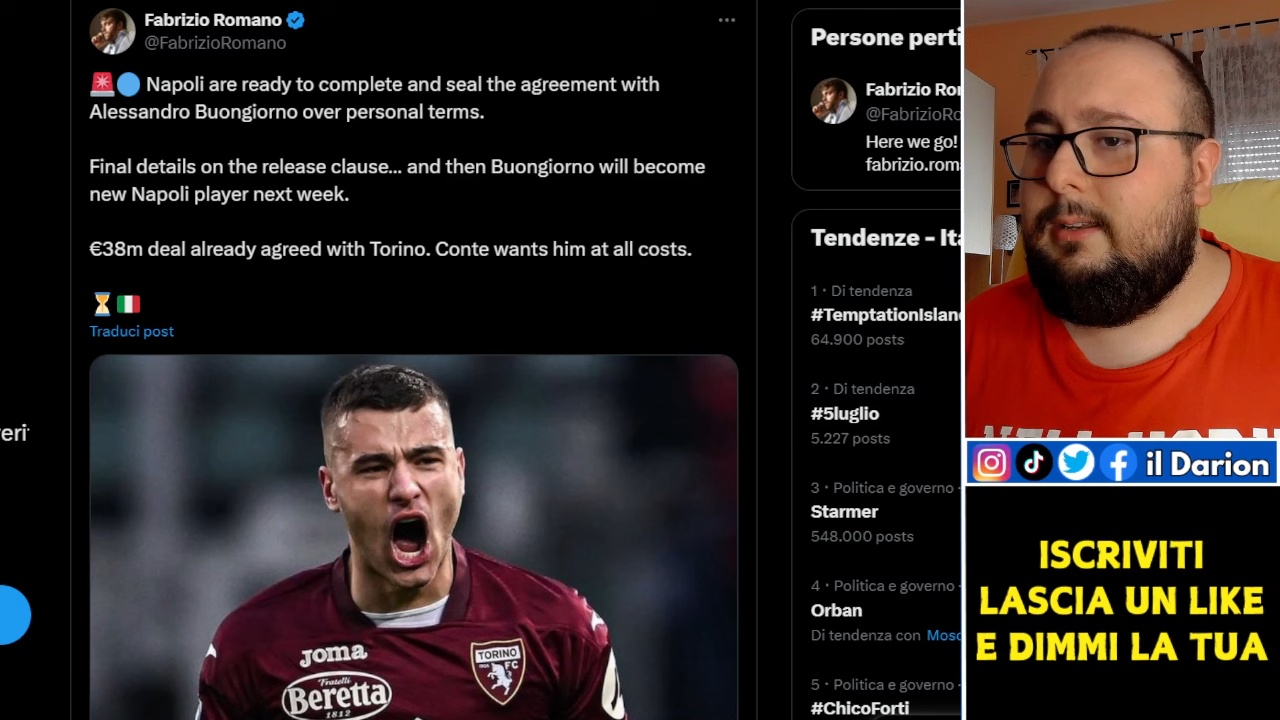 Fabrizio Romano
@FabrizioRomano
Napoli are ready to complete and seal the agreement with
Alessandro Buongiorno over personal terms.
Final details on the release clause... and then Buongiorno will become
new Napoli player next week.
€38m deal already agreed with Torino. Conte wants him at all costs.
Traduci post
Joma
Fratelli
Beretta
1812
TORINO
FC
Persone perti
Fabrizio Ror
@FabrizioRo
Here we go!
fabrizio.rom
Tendenze - Ita
1 · Di tendenza
#TemptationIsland
64.900 posts
2 · Di tendenza
#5luglio
5.227 posts
3 · Politica e governo ·
Starmer
548.000 posts
4 · Politica e governo ·
Orban
Di tendenza con Mosc
5 · Politica e governo ·
#ChicoForti
il Darion
ISCRIVITI
LASCIA UN LIKE
E DIMMI LA TUA